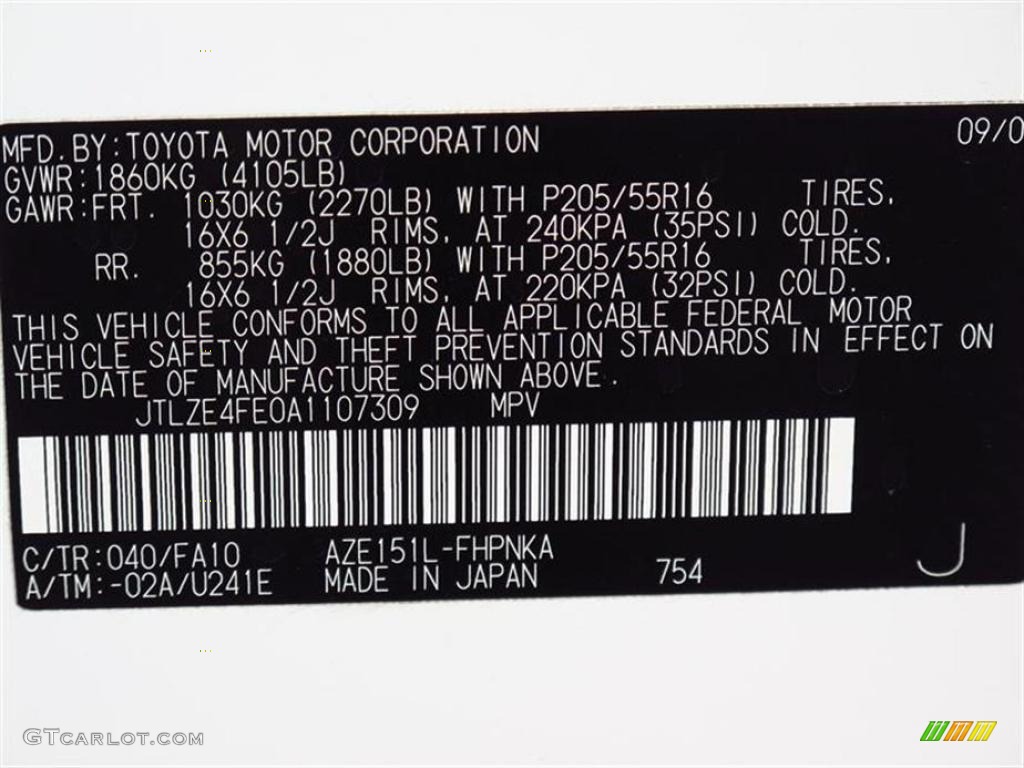 MFD. BY: TOYOTA MOTOR CORPORATION 09/0
GVWR: 1860KG (4105LB)
GAWR: FRT. 1030KG (2270LB) WITH P205/55R16 TIRES,
16X6 1/2J RIMS, AT 240KPA (35PSI) COLD.
RR. 855KG (1880LB) WITH P205/55R16 TIRES,
16X6 1/2J RIMS, AT 220KPA (32PSI) COLD.
THIS VEHICLE CONFORMS TO ALL APPLICABLE FEDERAL MOTOR
VEHICLE SAFETY AND THEFT PREVENTION STANDARDS IN EFFECT ON
THE DATE OF MANUFACTURE SHOWN ABOVE.
JTLZE4FE0A1107309 MPV
C/TR: 040/FA10 AZE151L-FHPNKA
A/TM: -02A/U241E MADE IN JAPAN 754 J
GTCARLOT.COM